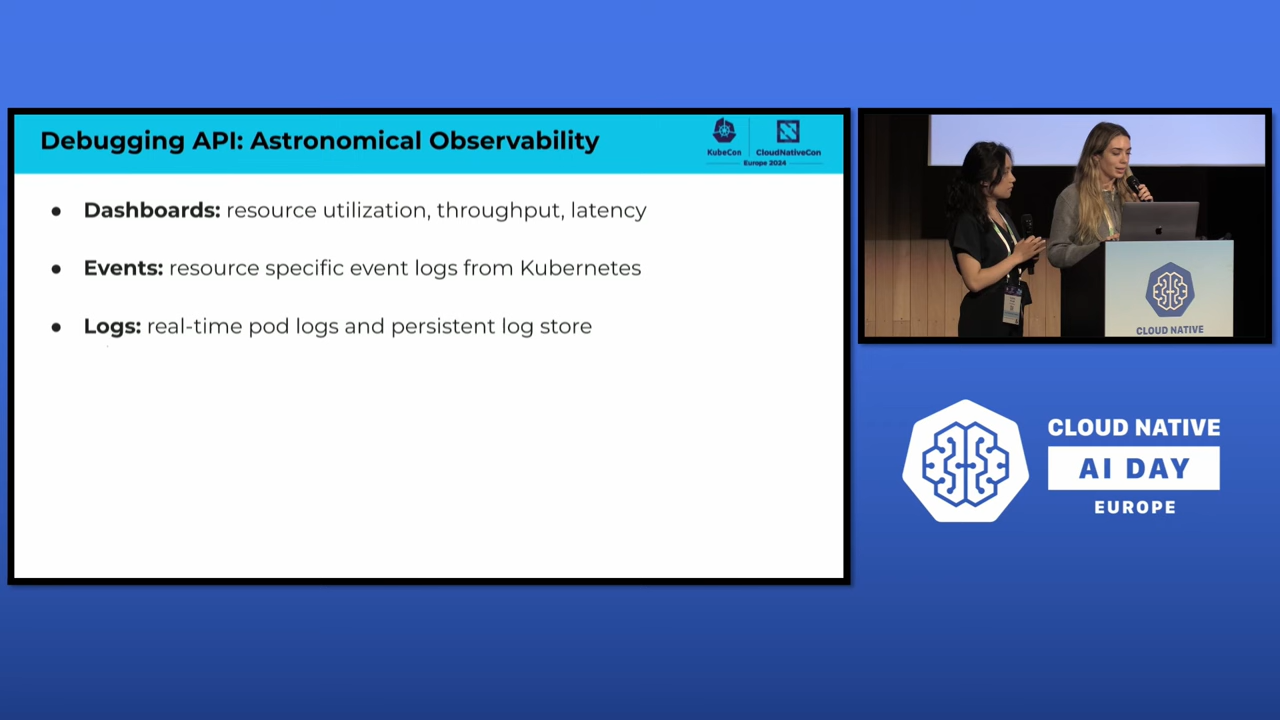 Debugging API: Astronomical Observability
KubeCon
CloudNativeCon
Europe 2024
● Dashboards: resource utilization, throughput, latency
● Events: resource specific event logs from Kubernetes
● Logs: real-time pod logs and persistent log store
CLOUD NATIVE
CLOUD NATIVE
AI DAY
EUROPE